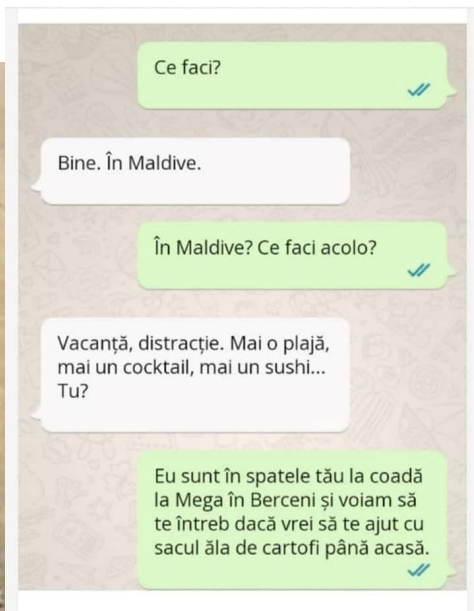 Ce faci?
Bine. În Maldive.
În Maldive? Ce faci acolo?
Vacanță, distracție. Mai o plajă,
mai un cocktail, mai un sushi...
Tu?
Eu sunt în spatele tău la coadă
la Mega în Berceni și voiam să
te întreb dacă vrei să te ajut cu
sacul ăla de cartofi până acasă.